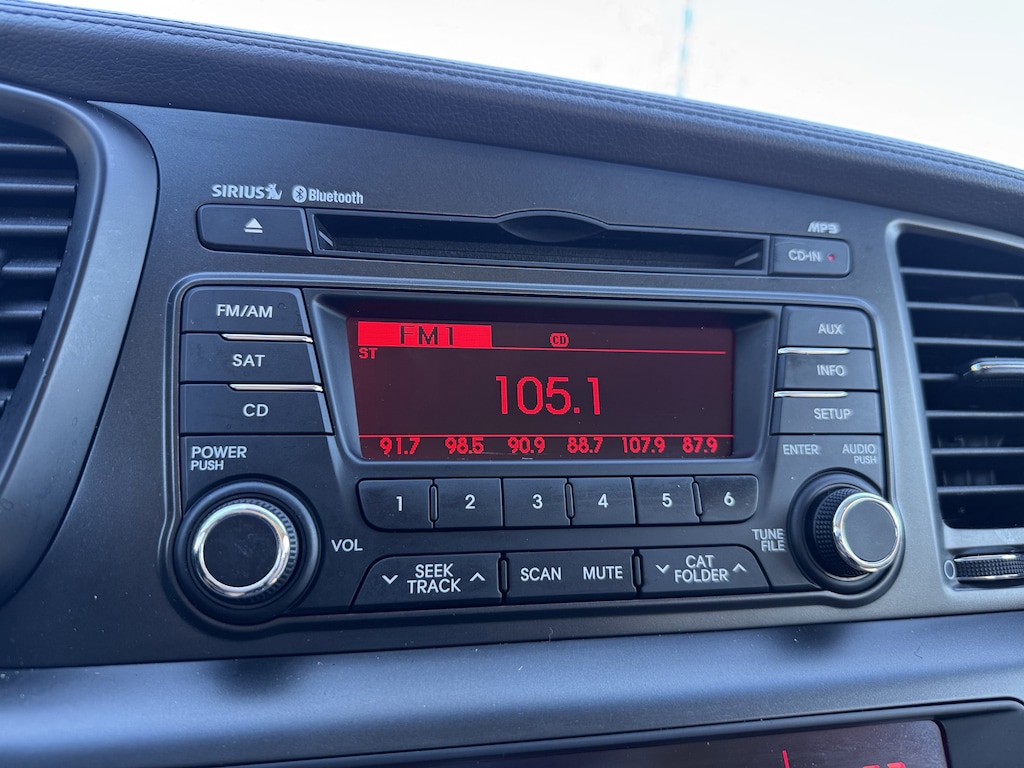 SIRIUS Bluetooth
MP3
CD-IN
FM/AM
SAT
CD
FM1 CD
ST
105.1
91.7 98.5 90.9 88.7 107.9 87.9
AUX
INFO
SETUP
POWER
PUSH
ENTER AUDIO
PUSH
1 2 3 4 5 6
VOL
SEEK
TRACK
SCAN MUTE
CAT
FOLDER
TUNE
FILE